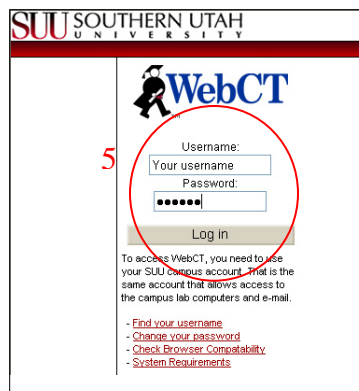 SUU SOUTHERN UTAH
UNIVERSITY
WebCT
5
Username:
Your username
Password:
●●●●●●
Log in
To access WebCT, you need to use
your SUU campus account. That is the
same account that allows access to
the campus lab computers and e-mail.
- Find your username
- Change your password
- Check Browser Compatability
- System Requirements